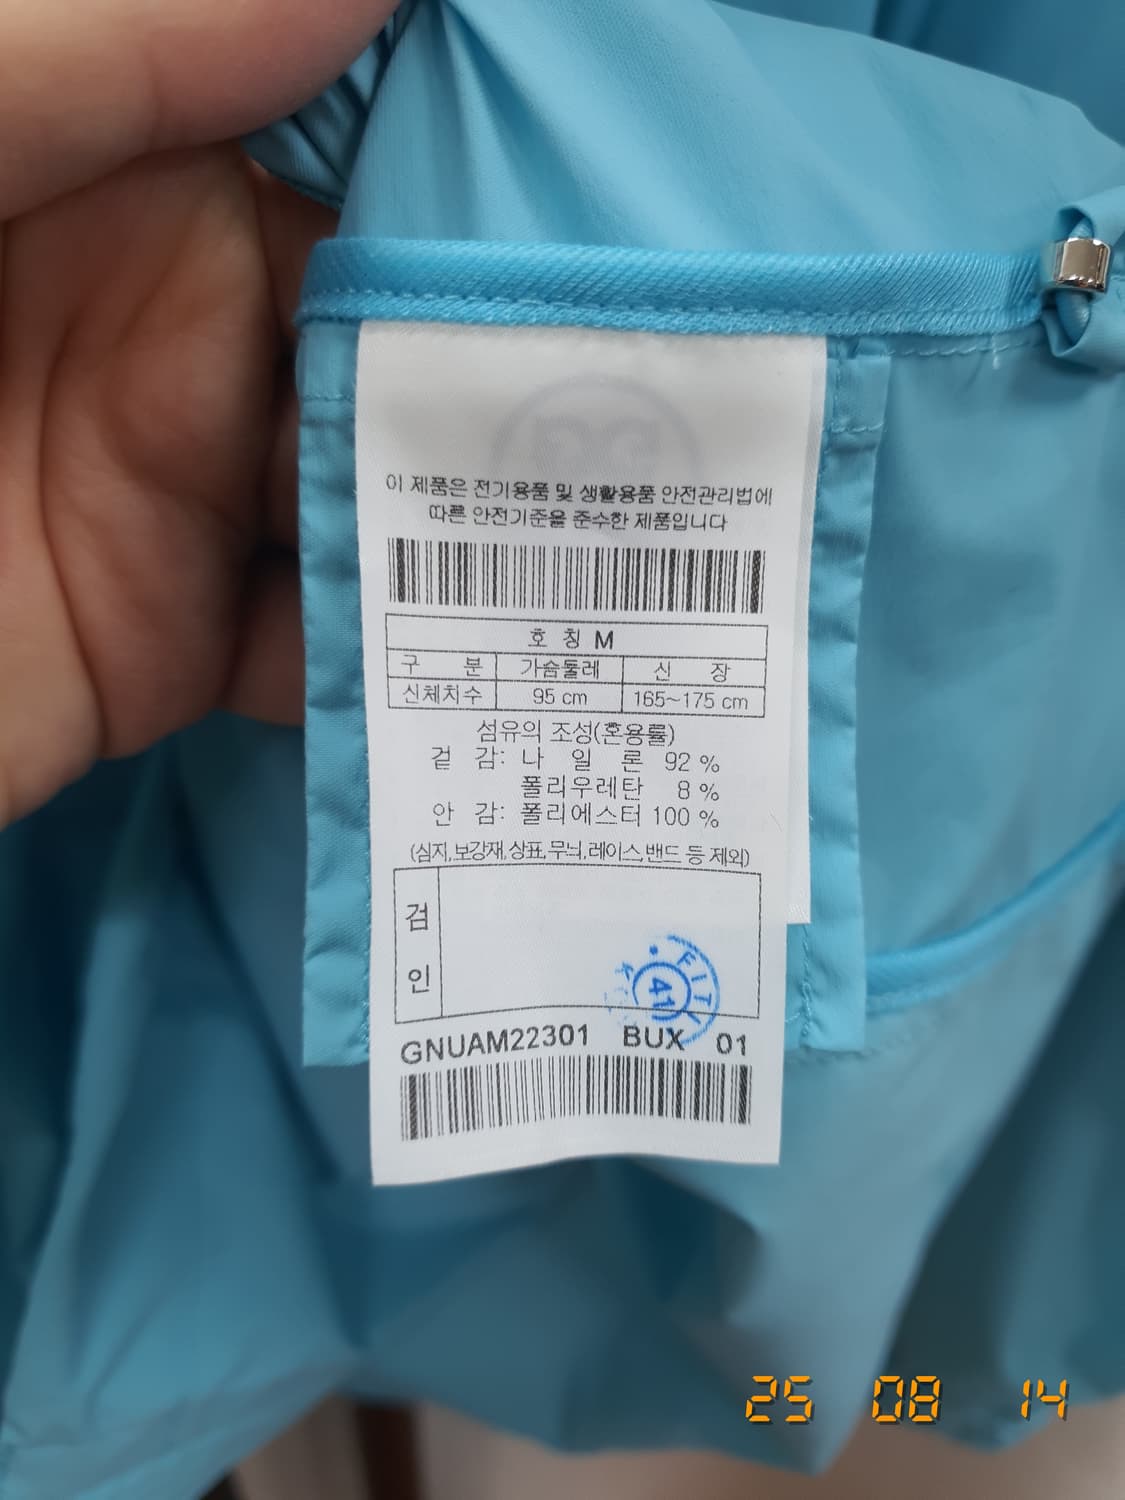 이 제품은 전기용품 및 생활용품 안전관리법에
따른 안전기준을 준수한 제품입니다
호 칭 M
구 분 가슴둘레 신 장
신체치수 95 cm 165~175 cm
섬유의 조성(혼용률)
겉 감: 나 일 론 92 %
폴리우레탄 8 %
안 감: 폴리에스터 100 %
(심지,보강재,상표,무늬,레이스,밴드 등 제외)
검
인
FITI
41
GNUAM22301 BUX 01
25 08 14